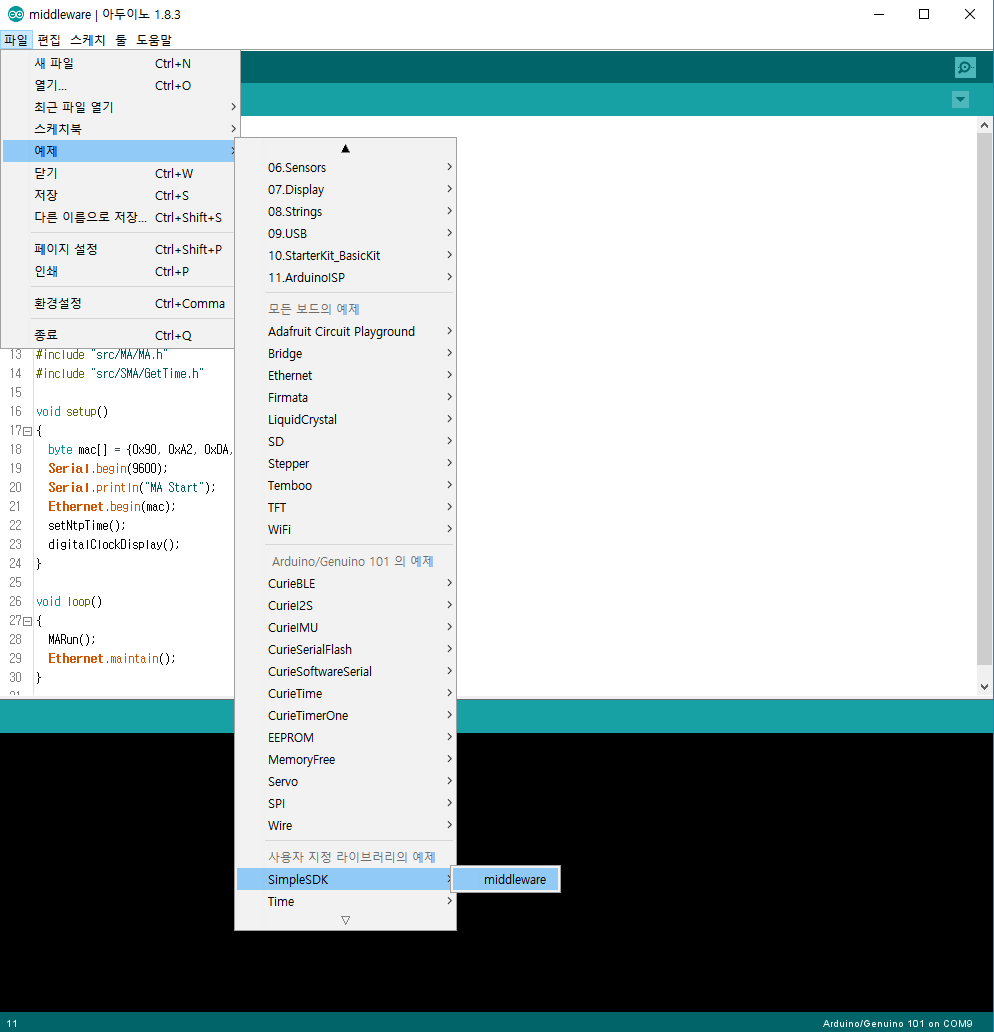 middleware | 아두이노 1.8.3
파일 편집 스케치 툴 도움말
새 파일 Ctrl+N
열기... Ctrl+O
최근 파일 열기
스케치북
예제
닫기 Ctrl+W
저장 Ctrl+S
다른 이름으로 저장... Ctrl+Shift+S
페이지 설정 Ctrl+Shift+P
인쇄 Ctrl+P
환경설정 Ctrl+Comma
종료 Ctrl+Q
06.Sensors
07.Display
08.Strings
09.USB
10.StarterKit_BasicKit
11.ArduinoISP
모든 보드의 예제
Adafruit Circuit Playground
Bridge
Ethernet
Firmata
LiquidCrystal
SD
Stepper
Temboo
TFT
WiFi
Arduino/Genuino 101 의 예제
CurieBLE
CurieI2S
CurieIMU
CurieSerialFlash
CurieSoftwareSerial
CurieTime
CurieTimerOne
EEPROM
MemoryFree
Servo
SPI
Wire
사용자 지정 라이브러리의 예제
SimpleSDK
Time
middleware
13 #include "src/MA/MA.h"
14 #include "src/SMA/GetTime.h"
15
16 void setup()
17 {
18 byte mac[] = {0x90, 0xA2, 0xDA,
19 Serial.begin(9600);
20 Serial.println("MA Start");
21 Ethernet.begin(mac);
22 setNtpTime();
23 digitalClockDisplay();
24 }
25
26 void loop()
27 {
28 MARun();
29 Ethernet.maintain();
30 }
11
Arduino/Genuino 101 on COM9